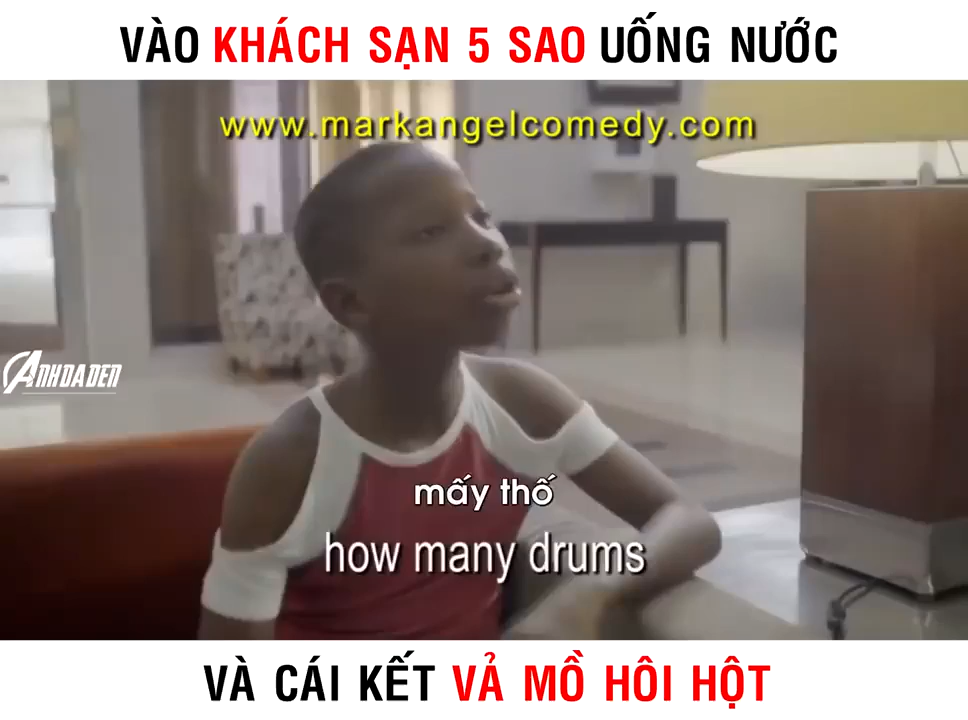 VÀO KHÁCH SẠN 5 SAO UỐNG NƯỚC
www.markangelcomedy.com
ANHDADEN
mấy thố
how many drums
VÀ CÁI KẾT VẢ MỒ HÔI HỘT